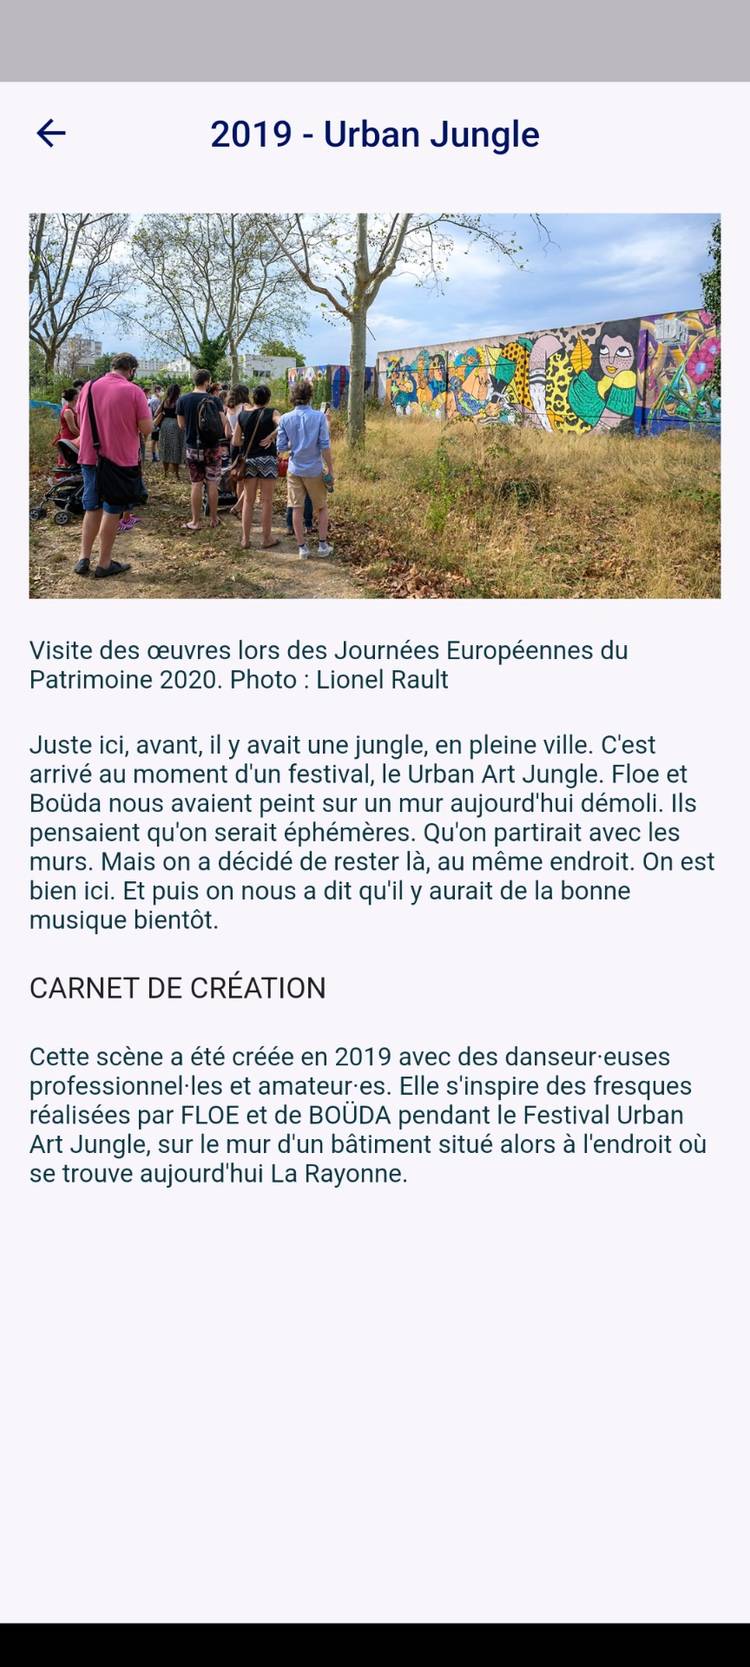 2019 - Urban Jungle
Visite des œuvres lors des Journées Européennes du
Patrimoine 2020. Photo : Lionel Rault
Juste ici, avant, il y avait une jungle, en pleine ville. C'est
arrivé au moment d'un festival, le Urban Art Jungle. Floe et
Boüda nous avaient peint sur un mur aujourd'hui démoli. Ils
pensaient qu'on serait éphémères. Qu'on partirait avec les
murs. Mais on a décidé de rester là, au même endroit. On est
bien ici. Et puis on nous a dit qu'il y aurait de la bonne
musique bientôt.
CARNET DE CRÉATION
Cette scène a été créée en 2019 avec des danseur·euses
professionnel·les et amateur·es. Elle s'inspire des fresques
réalisées par FLOE et de BOÜDA pendant le Festival Urban
Art Jungle, sur le mur d'un bâtiment situé alors à l'endroit où
se trouve aujourd'hui La Rayonne.